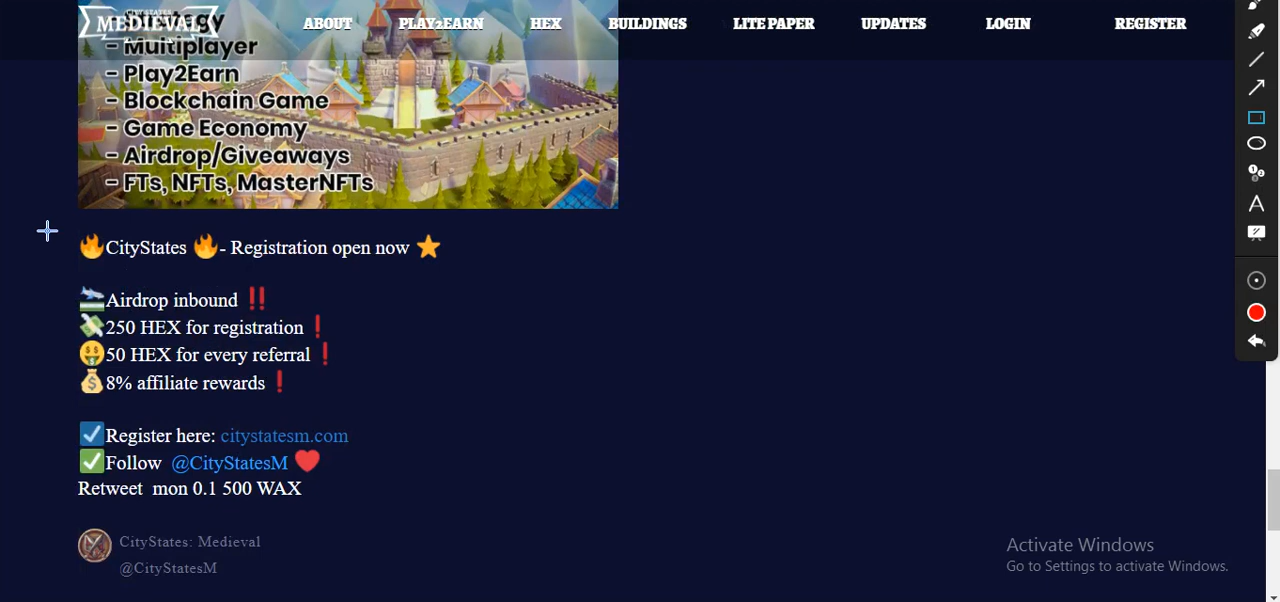 CITY STATES
MEDIEVAL
ABOUT PLAY2EARN HEX BUILDINGS LITE PAPER UPDATES LOGIN REGISTER
- Multiplayer
- Play2Earn
- Blockchain Game
- Game Economy
- Airdrop/Giveaways
- FTs, NFTs, MasterNFTs
🔥CityStates 🔥- Registration open now ⭐
🛬Airdrop inbound ‼️
💸250 HEX for registration❗
🤑50 HEX for every referral❗
💰8% affiliate rewards❗
☑️Register here: citystatesm.com
✅Follow @CityStatesM ❤️
Retweet mon 0.1 500 WAX
CityStates: Medieval
@CityStatesM
Activate Windows
Go to Settings to activate Windows.